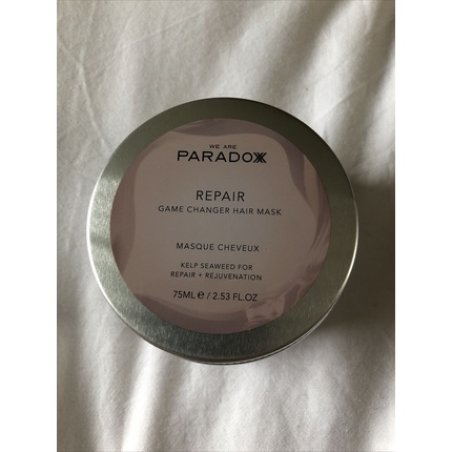 WE ARE
PARADOXX
REPAIR
GAME CHANGER HAIR MASK
MASQUE CHEVEUX
KELP SEAWEED FOR
REPAIR + REJUVENATION
75ML ℮ / 2.53 FL.OZ